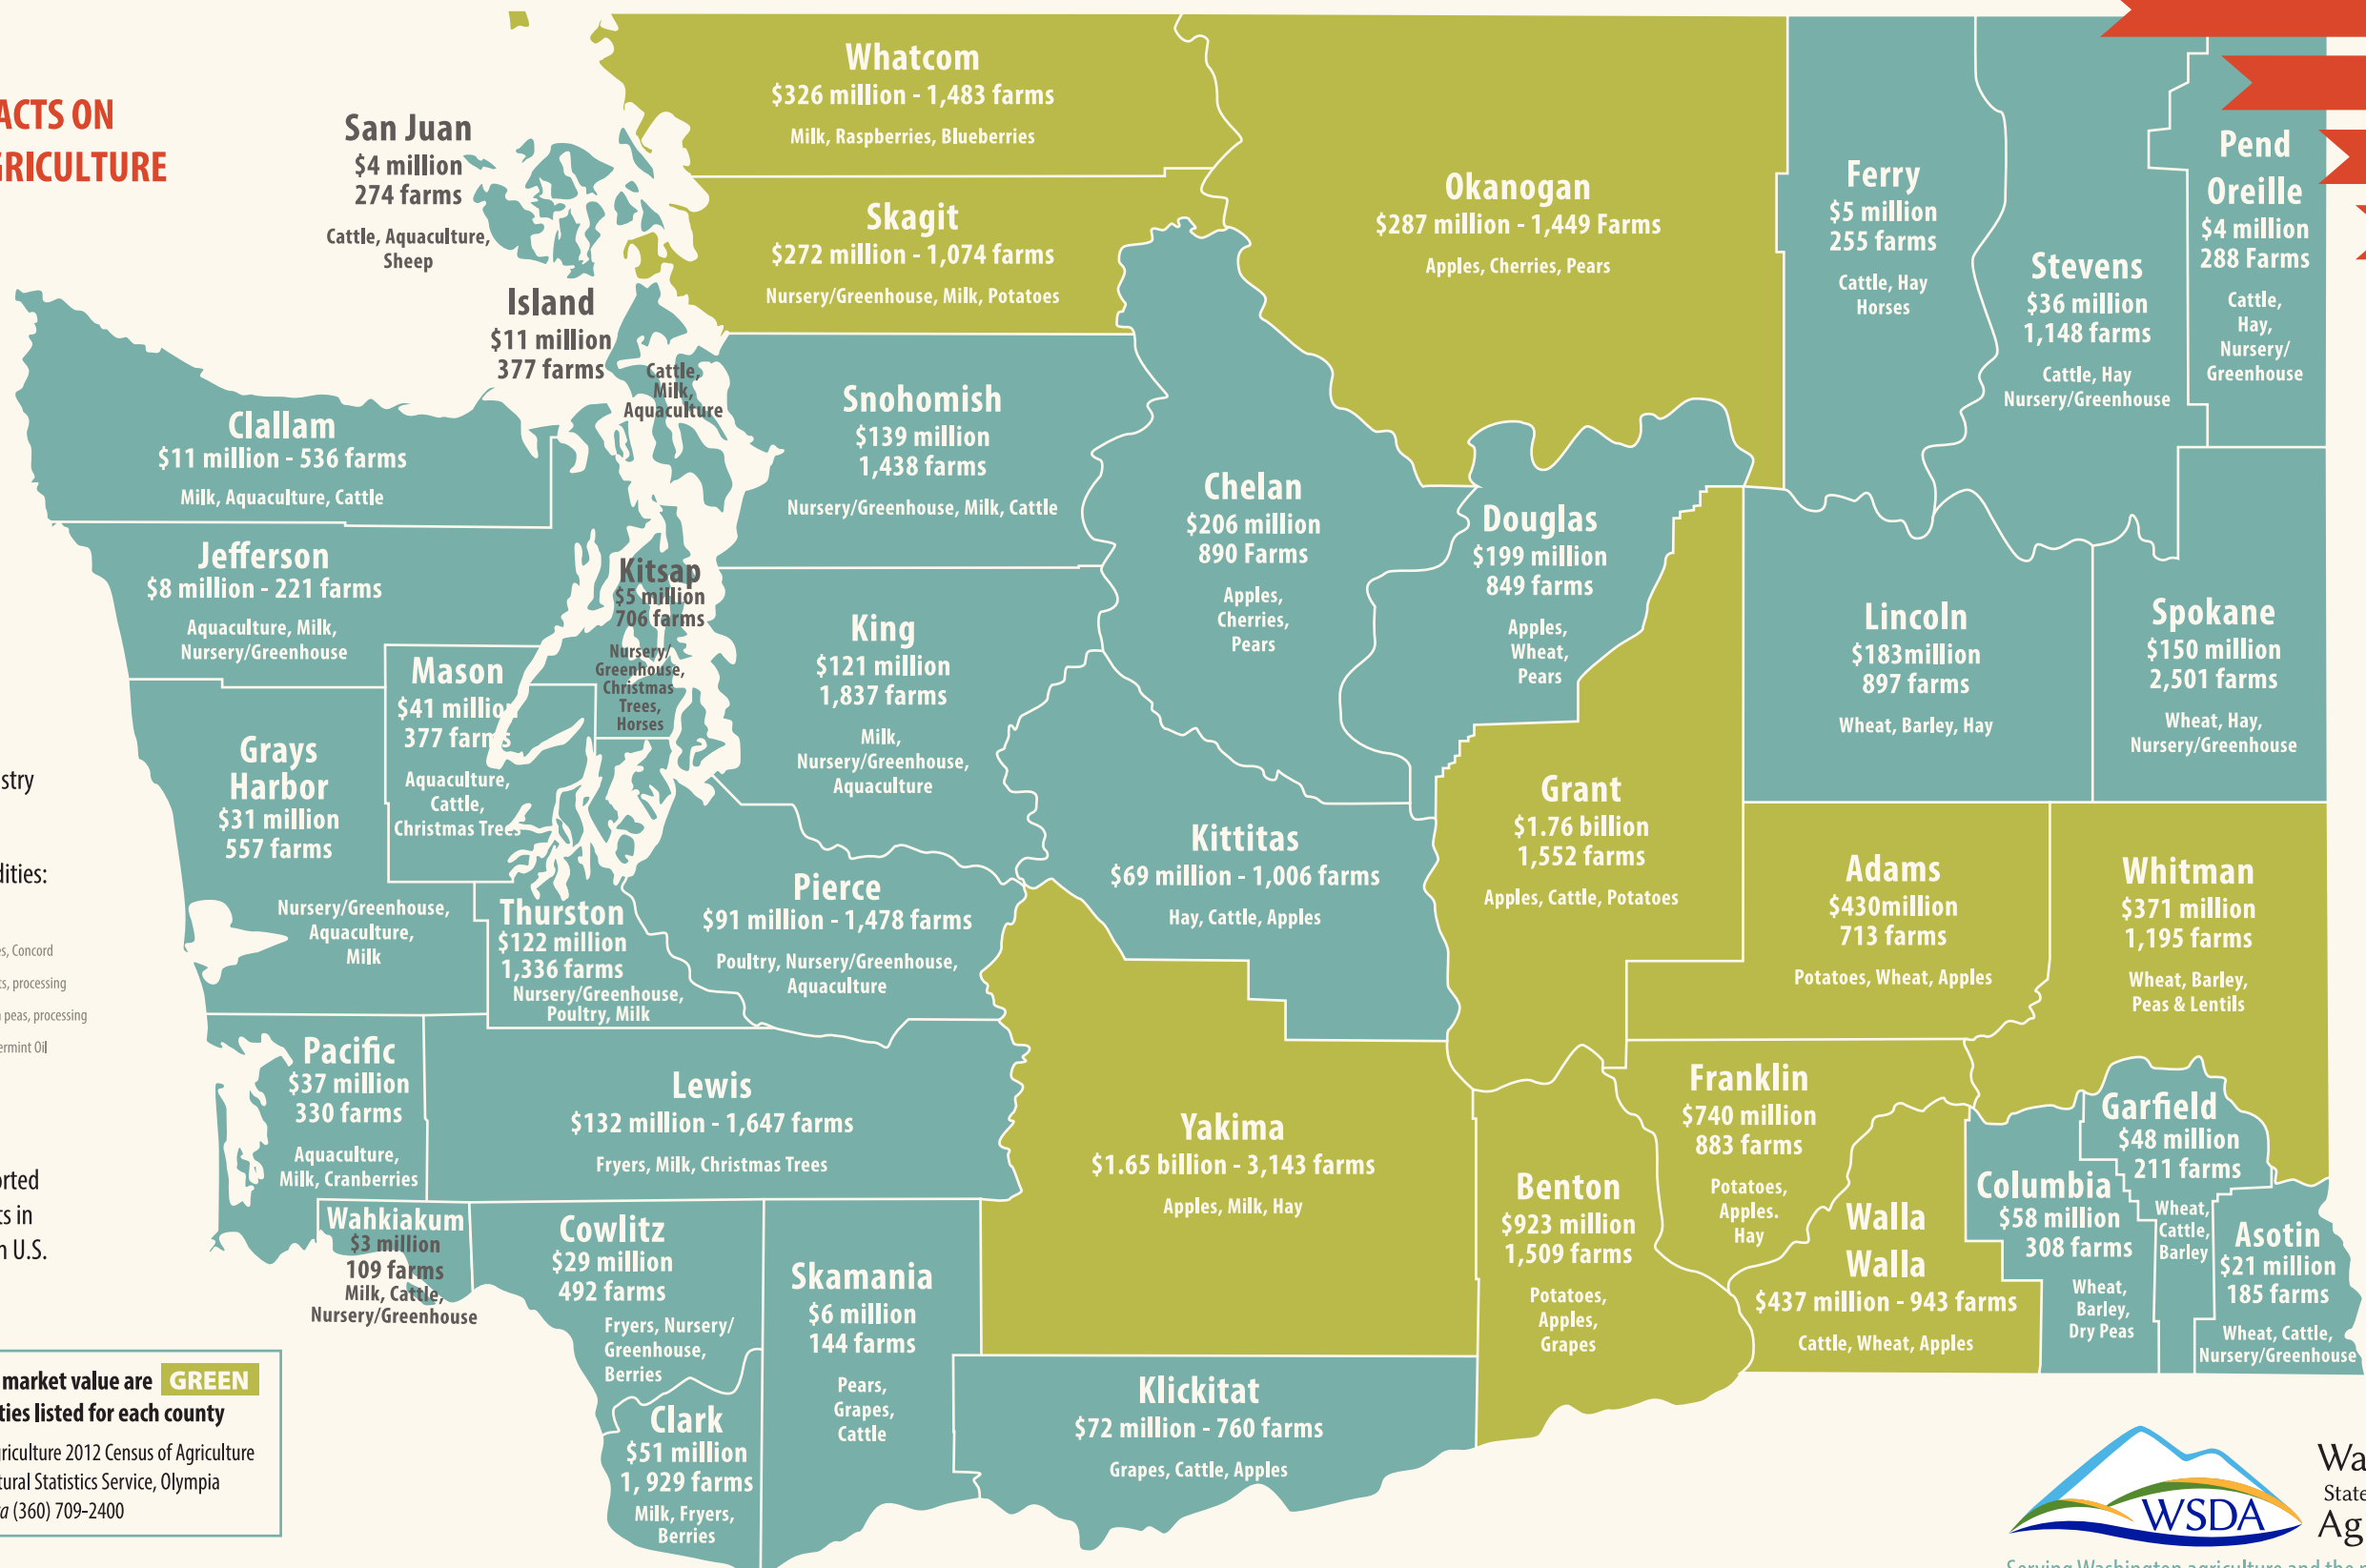 ACTS ON
GRICULTURE
San Juan
$4 million
274 farms
Cattle, Aquaculture,
Sheep
Island
$11 million
377 farms
Cattle,
Milk,
Aquaculture
Whatcom
$326 million - 1,483 farms
Milk, Raspberries, Blueberries
Skagit
$272 million - 1,074 farms
Nursery/Greenhouse, Milk, Potatoes
Okanogan
$287 million - 1,449 Farms
Apples, Cherries, Pears
Ferry
$5 million
255 farms
Cattle, Hay
Horses
Stevens
$36 million
1,148 farms
Cattle, Hay
Nursery/Greenhouse
Pend
Oreille
$4 million
288 Farms
Cattle,
Hay,
Nursery/
Greenhouse
Clallam
$11 million - 536 farms
Milk, Aquaculture, Cattle
Snohomish
$139 million
1,438 farms
Nursery/Greenhouse, Milk, Cattle
Chelan
$206 million
890 Farms
Apples,
Cherries,
Pears
Douglas
$199 million
849 farms
Apples,
Wheat,
Pears
Jefferson
$8 million - 221 farms
Aquaculture, Milk,
Nursery/Greenhouse
Kitsap
$5 million
706 farms
Nursery/
Greenhouse,
Christmas
Trees,
Horses
King
$121 million
1,837 farms
Milk,
Nursery/Greenhouse,
Aquaculture
Lincoln
$183million
897 farms
Wheat, Barley, Hay
Spokane
$150 million
2,501 farms
Wheat, Hay,
Nursery/Greenhouse
Mason
$41 million
377 farms
Aquaculture,
Cattle,
Christmas Trees
Grays
Harbor
$31 million
557 farms
Nursery/Greenhouse,
Aquaculture,
Milk
stry
dities:
es, Concord
ts, processing
n peas, processing
ermint Oil
Grant
$1.76 billion
1,552 farms
Apples, Cattle, Potatoes
Kittitas
$69 million - 1,006 farms
Hay, Cattle, Apples
Adams
$430million
713 farms
Potatoes, Wheat, Apples
Whitman
$371 million
1,195 farms
Wheat, Barley,
Peas & Lentils
Pierce
$91 million - 1,478 farms
Poultry, Nursery/Greenhouse,
Aquaculture
Thurston
$122 million
1,336 farms
Nursery/Greenhouse,
Poultry, Milk
Pacific
$37 million
330 farms
Aquaculture,
Milk, Cranberries
Lewis
$132 million - 1,647 farms
Fryers, Milk, Christmas Trees
Yakima
$1.65 billion - 3,143 farms
Apples, Milk, Hay
Franklin
$740 million
883 farms
Potatoes,
Apples.
Hay
Garfield
$48 million
211 farms
Wheat,
Cattle,
Barley
Benton
$923 million
1,509 farms
Potatoes,
Apples,
Grapes
Walla
Walla
$437 million - 943 farms
Cattle, Wheat, Apples
Columbia
$58 million
308 farms
Wheat,
Barley,
Dry Peas
Asotin
$21 million
185 farms
Wheat, Cattle,
Nursery/Greenhouse
orted
ts in
n U.S.
Wahkiakum
$3 million
109 farms
Milk, Cattle,
Nursery/Greenhouse
Cowlitz
$29 million
492 farms
Fryers, Nursery/
Greenhouse,
Berries
Skamania
$6 million
144 farms
Pears,
Grapes,
Cattle
Klickitat
$72 million - 760 farms
Grapes, Cattle, Apples
Clark
$51 million
1, 929 farms
Milk, Fryers,
Berries
market value are GREEN
ties listed for each county
riculture 2012 Census of Agriculture
tural Statistics Service, Olympia
a (360) 709-2400
WSDA
Wa
State
Ag